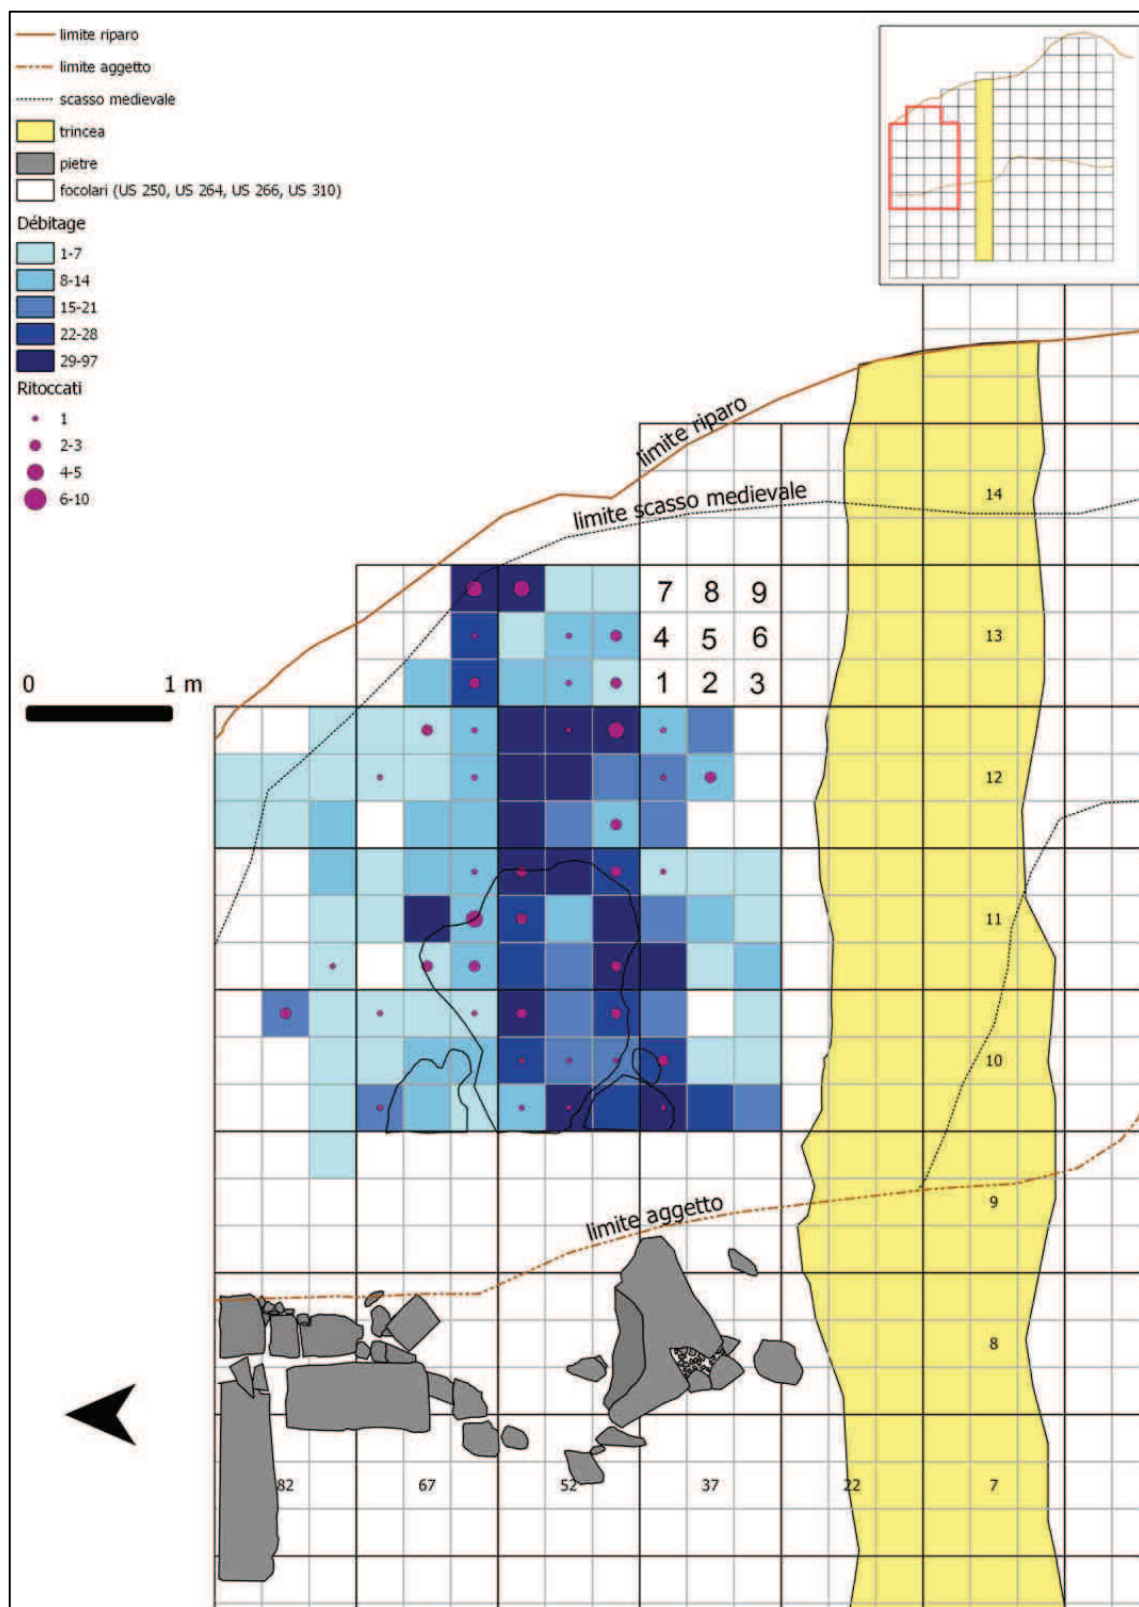 limite riparo
limite aggetto
scasso medievale
trincea
pietre
focolari (US 250, US 264, US 266, US 310)
Débitage
1-7
8-14
15-21
22-28
29-97
Ritoccati
1
2-3
4-5
6-10
limite riparo
limite scasso medievale
14
7 8 9
4 5 6
13
1 2 3
0 1 m
12
11
10
limite aggetto
9
8
82 67 52 37 22 7